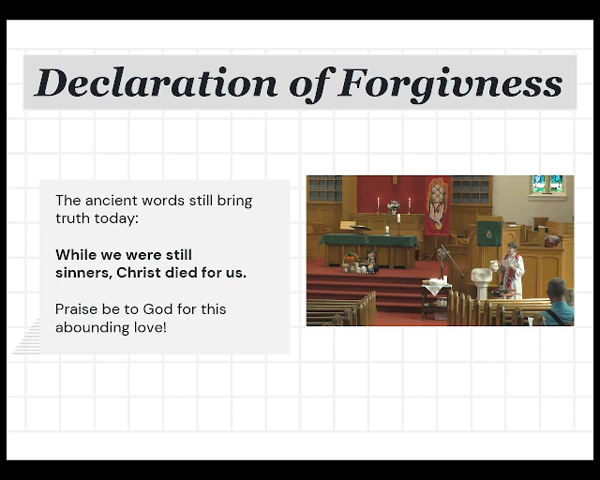 Declaration of Forgivness
The ancient words still bring
truth today:
While we were still
sinners, Christ died for us.
Praise be to God for this
abounding love!